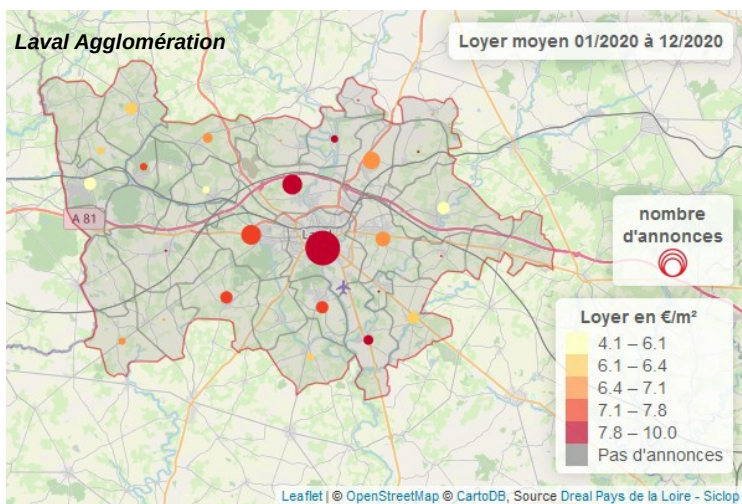 Laval Agglomération
Loyer moyen 01/2020 à 12/2020
A 81
nombre
d'annonces
Loyer en €/m²
4.1 – 6.1
6.1 – 6.4
6.4 – 7.1
7.1 – 7.8
7.8 – 10.0
Pas d'annonces
Leaflet | © OpenStreetMap © CartoDB, Source Dreal Pays de la Loire - Siclop